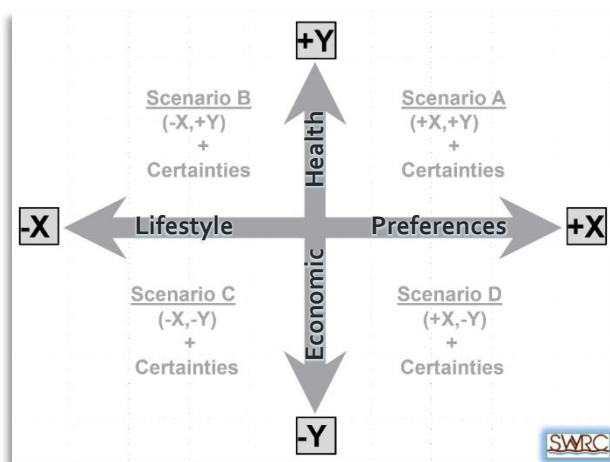 +Y
Scenario B
(-X,+Y)
+
Certainties
Scenario A
(+X,+Y)
+
Certainties
Health
-X
Lifestyle
Preferences
+X
Economic
Scenario C
(-X,-Y)
+
Certainties
Scenario D
(+X,-Y)
+
Certainties
-Y
SWRC